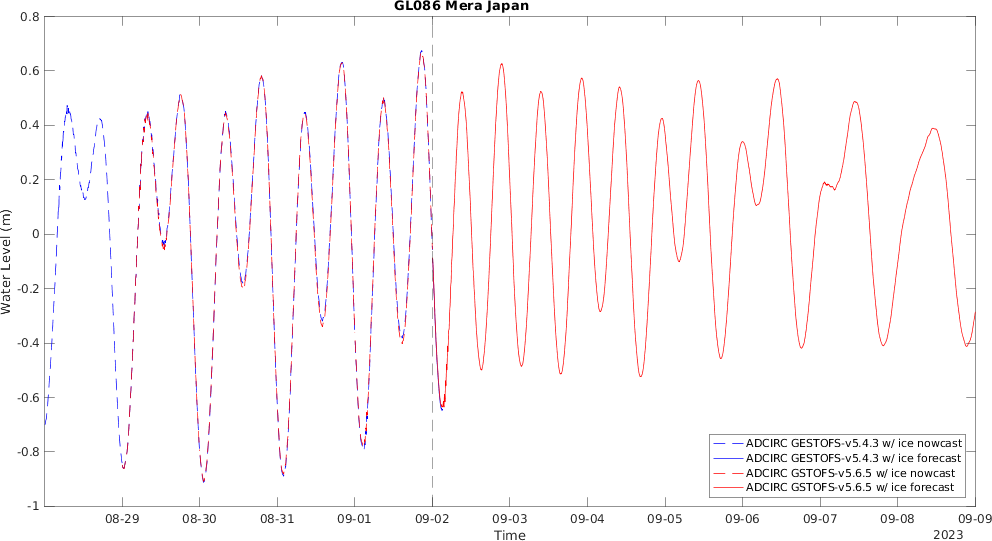 GL086 Mera Japan
0.8
0.6
0.4
0.2
0
-0.2
-0.4
-0.6
-0.8
-1
Water Level (m)
ADCIRC GESTOFS-v5.4.3 w/ ice nowcast
ADCIRC GESTOFS-v5.4.3 w/ ice forecast
ADCIRC GSTOFS-v5.6.5 w/ ice nowcast
ADCIRC GSTOFS-v5.6.5 w/ ice forecast
08-29 08-30 08-31 09-01 09-02 09-03 09-04 09-05 09-06 09-07 09-08 09-09
Time
2023